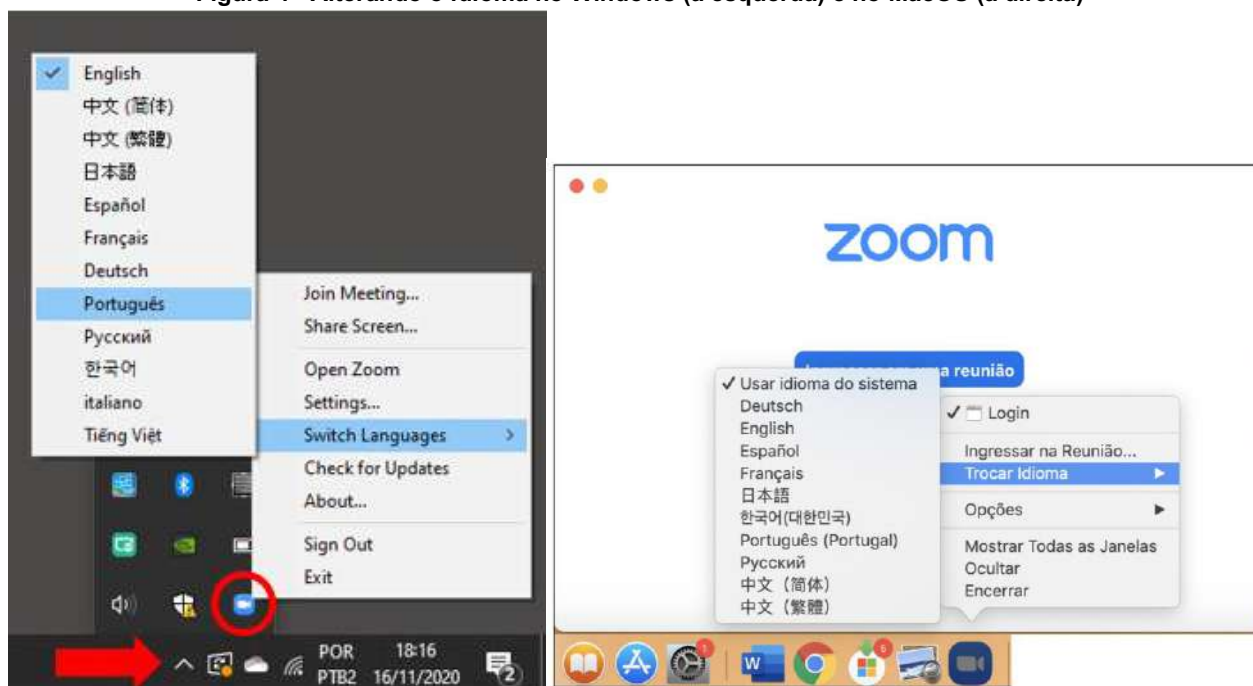 English
中文 (简体)
中文 (繁體)
日本語
Español
Français
Deutsch
Português
Русский
한국어
italiano
Tiếng Việt
Join Meeting...
Share Screen...
Open Zoom
Settings...
Switch Languages
Check for Updates
About...
Sign Out
Exit
POR 18:16
PTB2 16/11/2020
2
zoom
reunião
Usar idioma do sistema
Deutsch
English
Español
Français
日本語
한국어(대한민국)
Português (Portugal)
Русский
中文（简体）
中文（繁體）
Login
Ingressar na Reunião...
Trocar Idioma
Opções
Mostrar Todas as Janelas
Ocultar
Encerrar
W